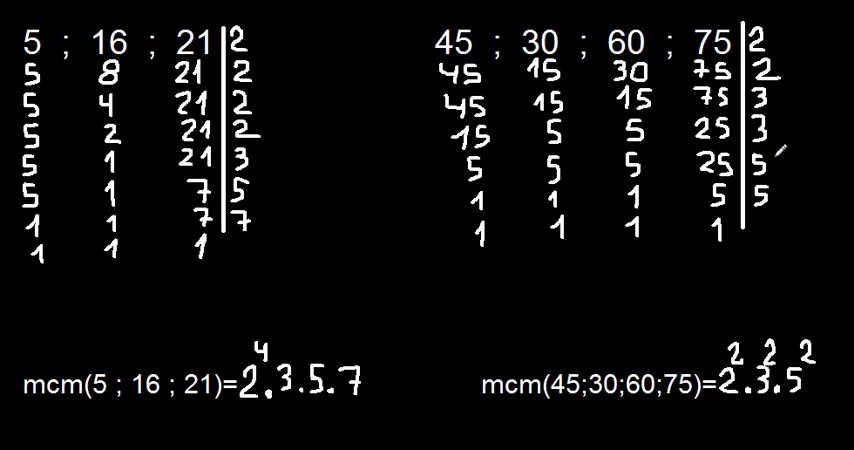 5 ; 16 ; 21 | 2
5 8 21 | 2
5 4 21 | 2
5 2 21 | 2
5 1 21 | 3
5 1 7 | 5
1 1 7 | 7
1 1 1
mcm(5 ; 16 ; 21)=2⁴.3.5.7
45 ; 30 ; 60 ; 75 | 2
45 15 30 75 | 2
45 15 15 75 | 3
15 5 5 25 | 3
5 5 5 25 | 5
1 1 1 5 | 5
1 1 1 1
mcm(45;30;60;75)=2².3².5²